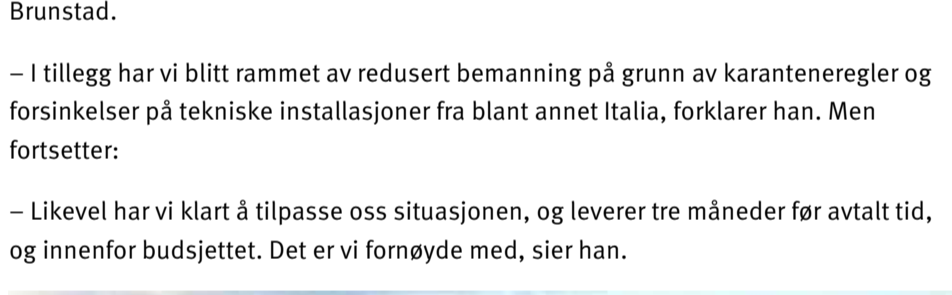 Brunstad.
– I tillegg har vi blitt rammet av redusert bemanning på grunn av karanteneregler og
forsinkelser på tekniske installasjoner fra blant annet Italia, forklarer han. Men
fortsetter:
– Likevel har vi klart å tilpasse oss situasjonen, og leverer tre måneder før avtalt tid,
og innenfor budsjettet. Det er vi fornøyde med, sier han.